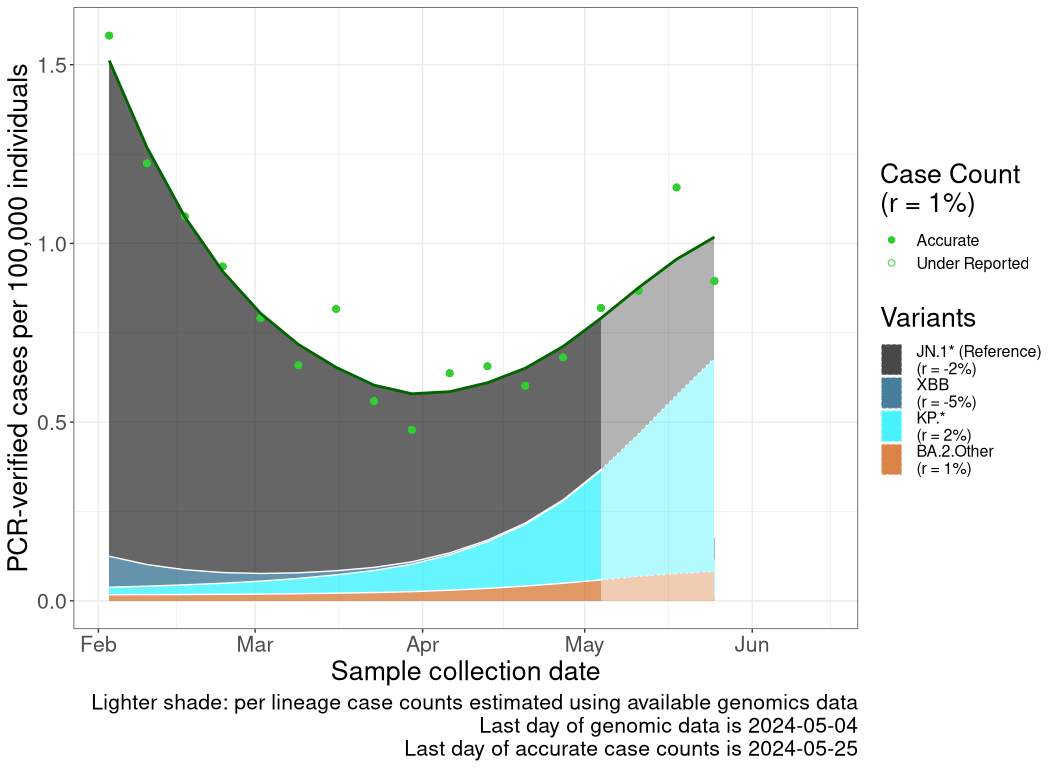 PCR-verified cases per 100,000 individuals
1.5
1.0
0.5
0.0
Feb
Mar
Apr
May
Jun
Sample collection date
Lighter shade: per lineage case counts estimated using available genomics data
Last day of genomic data is 2024-05-04
Last day of accurate case counts is 2024-05-25
Case Count
(r = 1%)
Accurate
Under Reported
Variants
JN.1* (Reference)
(r = -2%)
XBB
(r = -5%)
KP.*
(r = 2%)
BA.2.Other
(r = 1%)